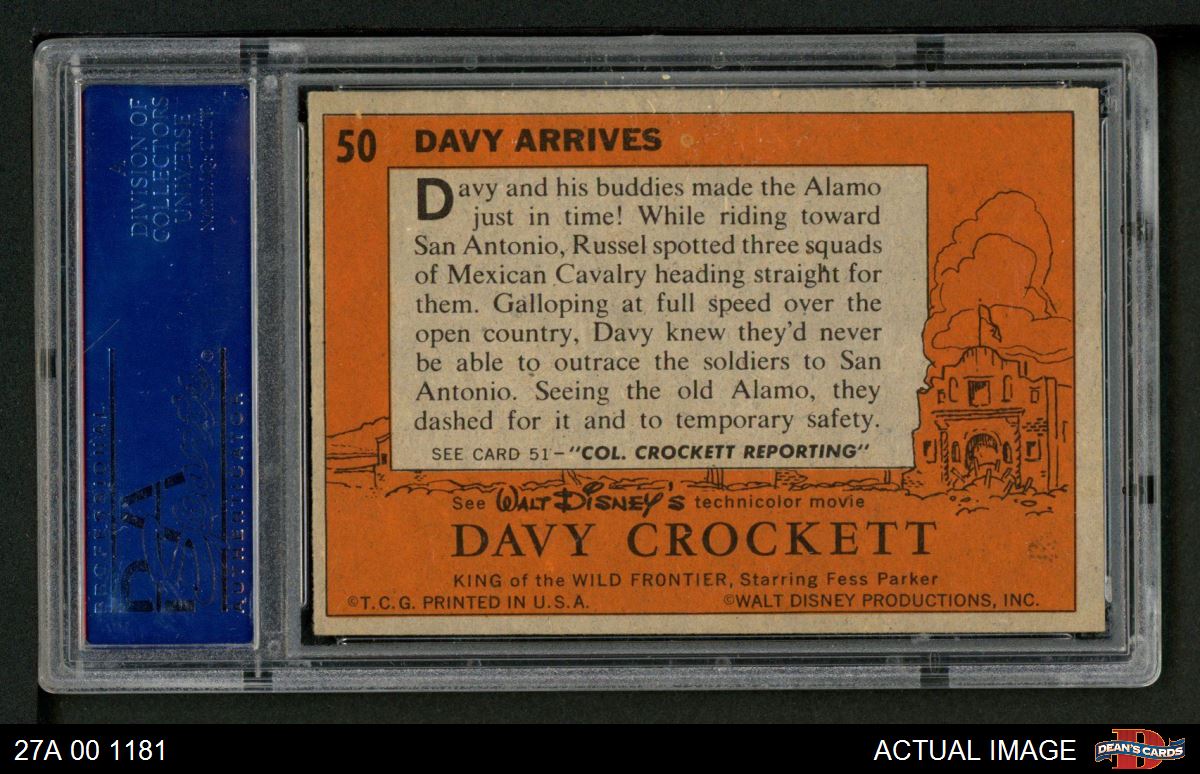 A
DIVISION OF
COLLECTORS
UNIVERSE
PROFESSIONAL
PSA
AUTHENTICATOR
50 DAVY ARRIVES
Davy and his buddies made the Alamo
just in time! While riding toward
San Antonio, Russel spotted three squads
of Mexican Cavalry heading straight for
them. Galloping at full speed over the
open country, Davy knew they'd never
be able to outrace the soldiers to San
Antonio. Seeing the old Alamo, they
dashed for it and to temporary safety.
SEE CARD 51-"COL. CROCKETT REPORTING"
See WALT DISNEY'S technicolor movie
DAVY CROCKETT
KING of the WILD FRONTIER, Starring Fess Parker
©T.C.G. PRINTED IN U.S.A. ©WALT DISNEY PRODUCTIONS, INC.
27A 00 1181 ACTUAL IMAGE DEAN'S CARDS